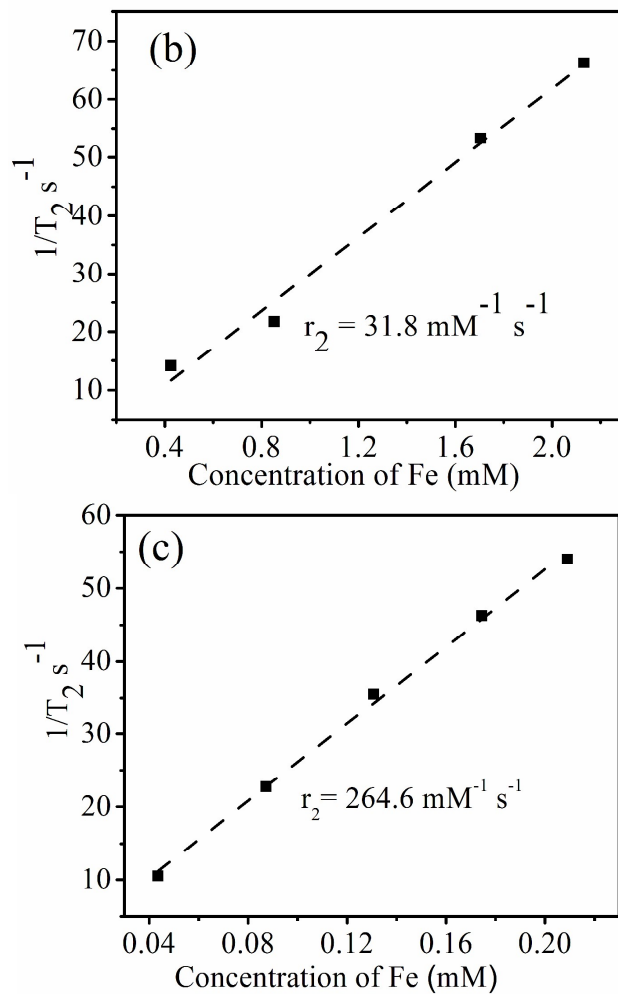 (b)
70
60
50
40
30
20
10
1/T₂ s⁻¹
r₂ = 31.8 mM⁻¹ s⁻¹
0.4 0.8 1.2 1.6 2.0
Concentration of Fe (mM)
(c)
60
50
40
30
20
10
1/T₂ s⁻¹
r₂= 264.6 mM⁻¹ s⁻¹
0.04 0.08 0.12 0.16 0.20
Concentration of Fe (mM)